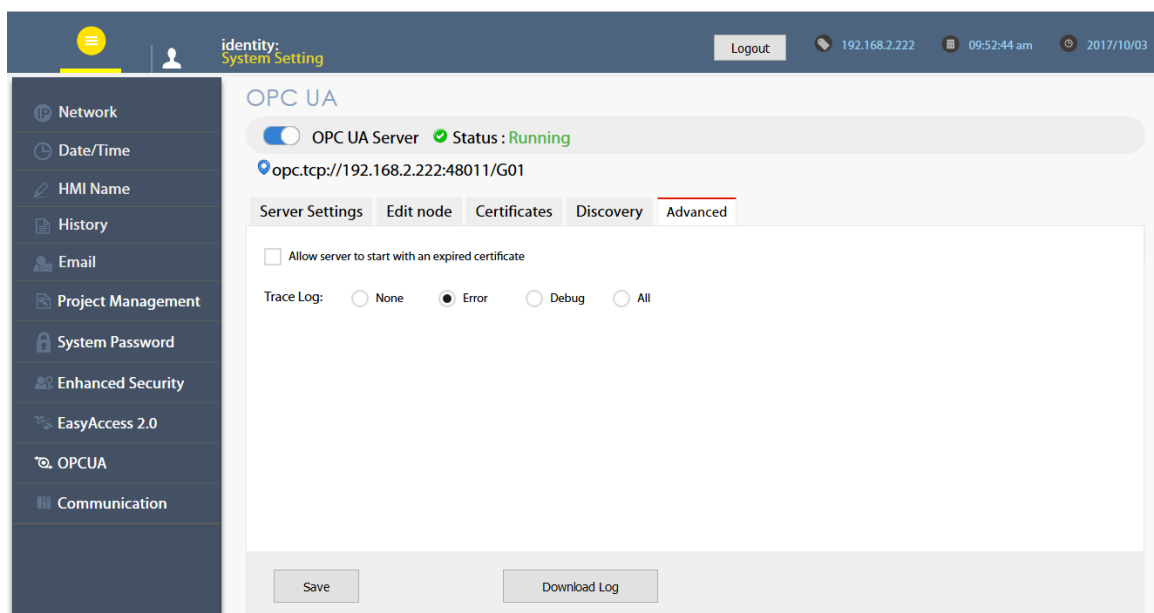 identity:
System Setting
Logout
192.168.2.222
09:52:44 am
2017/10/03
IP Network
Date/Time
HMI Name
History
Email
Project Management
System Password
Enhanced Security
EasyAccess 2.0
OPCUA
Communication
OPC UA
OPC UA Server Status : Running
opc.tcp://192.168.2.222:48011/G01
Server Settings Edit node Certificates Discovery Advanced
Allow server to start with an expired certificate
Trace Log: None Error Debug All
Save Download Log